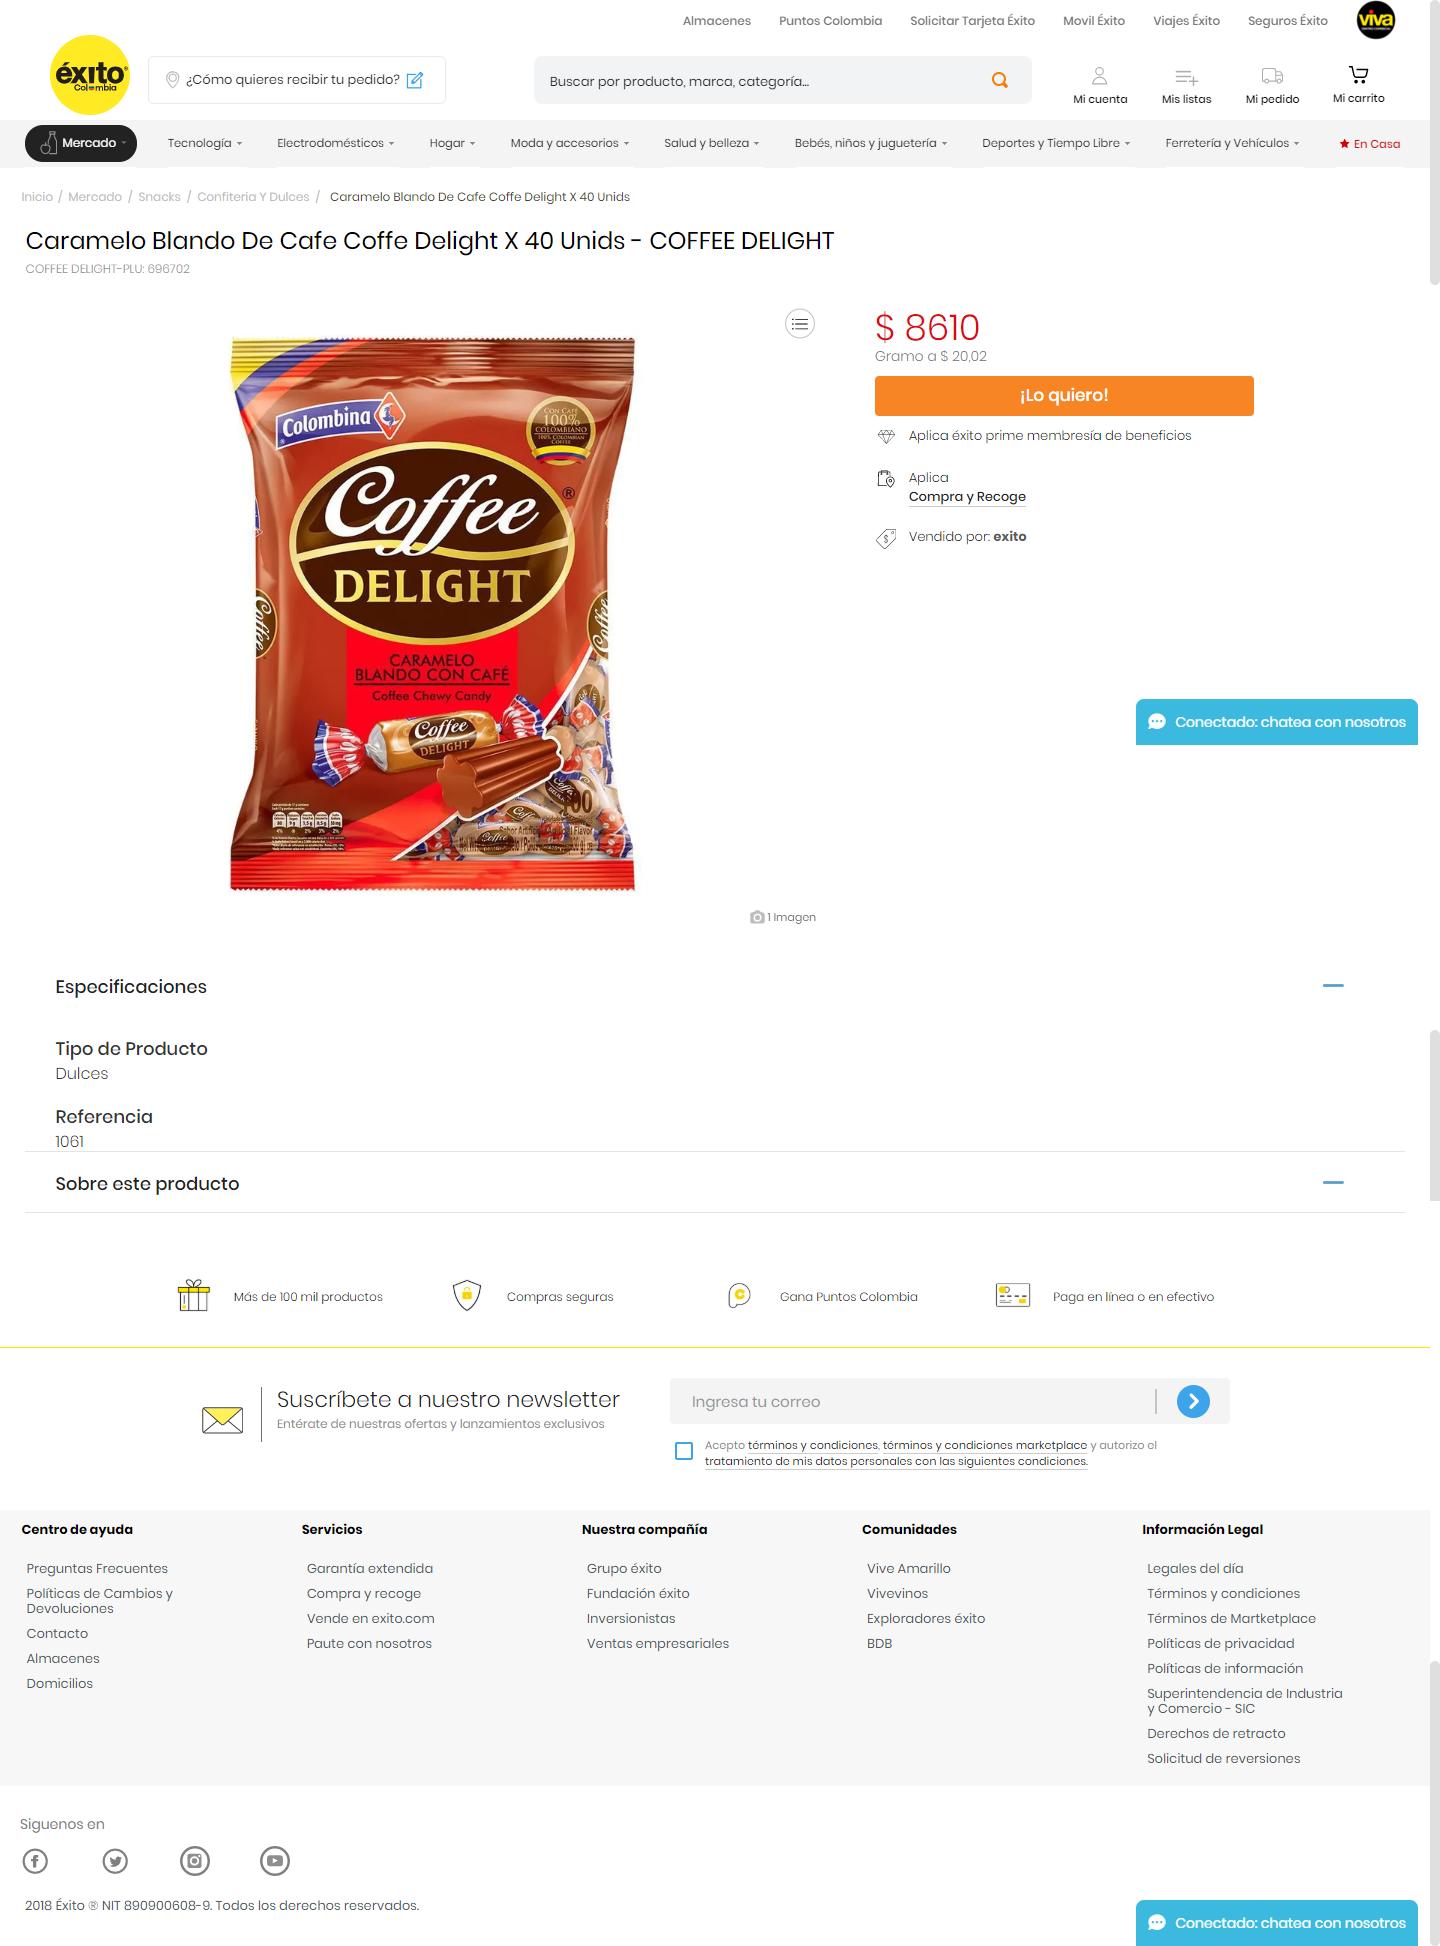 Almacenes Puntos Colombia Solicitar Tarjeta Éxito Movil Éxito Viajes Éxito Seguros Éxito viva
éxito
Colombia
¿Cómo quieres recibir tu pedido?
Buscar por producto, marca, categoría...
Mi cuenta Mis listas Mi pedido Mi carrito
Mercado Tecnología Electrodomésticos Hogar Moda y accesorios Salud y belleza Bebés, niños y juguetería Deportes y Tiempo Libre Ferretería y Vehículos En Casa
Inicio / Mercado / Snacks / Confiteria Y Dulces / Caramelo Blando De Cafe Coffe Delight X 40 Unids
Caramelo Blando De Cafe Coffe Delight X 40 Unids - COFFEE DELIGHT
COFFEE DELIGHT-PLU: 696702
Colombina
CON CAFÉ
100%
COLOMBIANO
100% COLOMBIAN
COFFEE
Coffee ®
DELIGHT
CARAMELO
BLANDO CON CAFÉ
Coffee Chewy Candy
Coffee
DELIGHT
100
1 Imagen
$ 8610
Gramo a $ 20,02
¡Lo quiero!
Aplica éxito prime membresía de beneficios
Aplica
Compra y Recoge
Vendido por: exito
Conectado: chatea con nosotros
Especificaciones
Tipo de Producto
Dulces
Referencia
1061
Sobre este producto
Más de 100 mil productos Compras seguras Gana Puntos Colombia Paga en línea o en efectivo
Suscríbete a nuestro newsletter
Entérate de nuestras ofertas y lanzamientos exclusivos
Ingresa tu correo
Acepto términos y condiciones, términos y condiciones marketplace y autorizo el
tratamiento de mis datos personales con las siguientes condiciones.
Centro de ayuda
Preguntas Frecuentes
Políticas de Cambios y
Devoluciones
Contacto
Almacenes
Domicilios
Servicios
Garantía extendida
Compra y recoge
Vende en exito.com
Paute con nosotros
Nuestra compañía
Grupo éxito
Fundación éxito
Inversionistas
Ventas empresariales
Comunidades
Vive Amarillo
Vivevinos
Exploradores éxito
BDB
Información Legal
Legales del día
Términos y condiciones
Términos de Martketplace
Políticas de privacidad
Políticas de información
Superintendencia de Industria
y Comercio - SIC
Derechos de retracto
Solicitud de reversiones
Siguenos en
2018 Éxito ® NIT 890900608-9. Todos los derechos reservados.
Conectado: chatea con nosotros